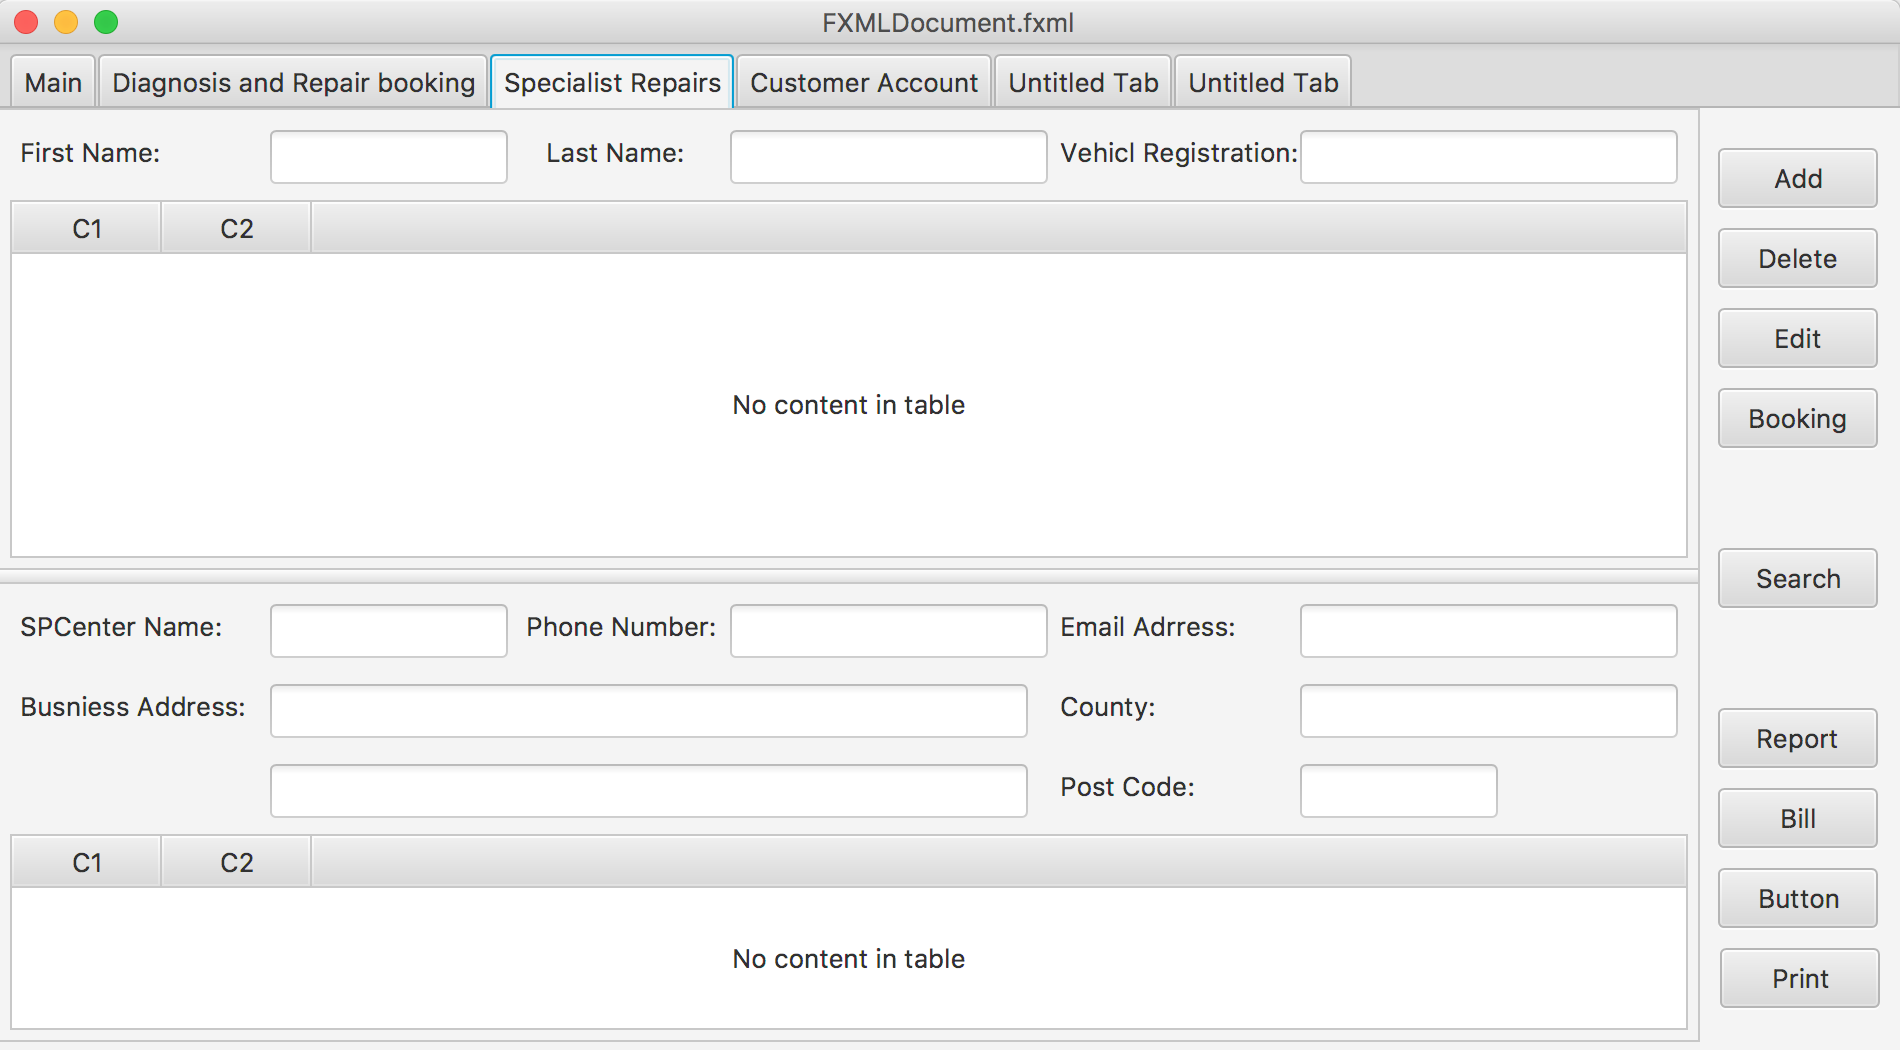 FXMLDocument.fxml
Main Diagnosis and Repair booking Specialist Repairs Customer Account Untitled Tab Untitled Tab
First Name: Last Name: Vehicl Registration:
Add
C1 C2
Delete
Edit
No content in table
Booking
Search
SPCenter Name: Phone Number: Email Adrress:
Busniess Address: County:
Report
Post Code:
Bill
C1 C2
Button
No content in table
Print